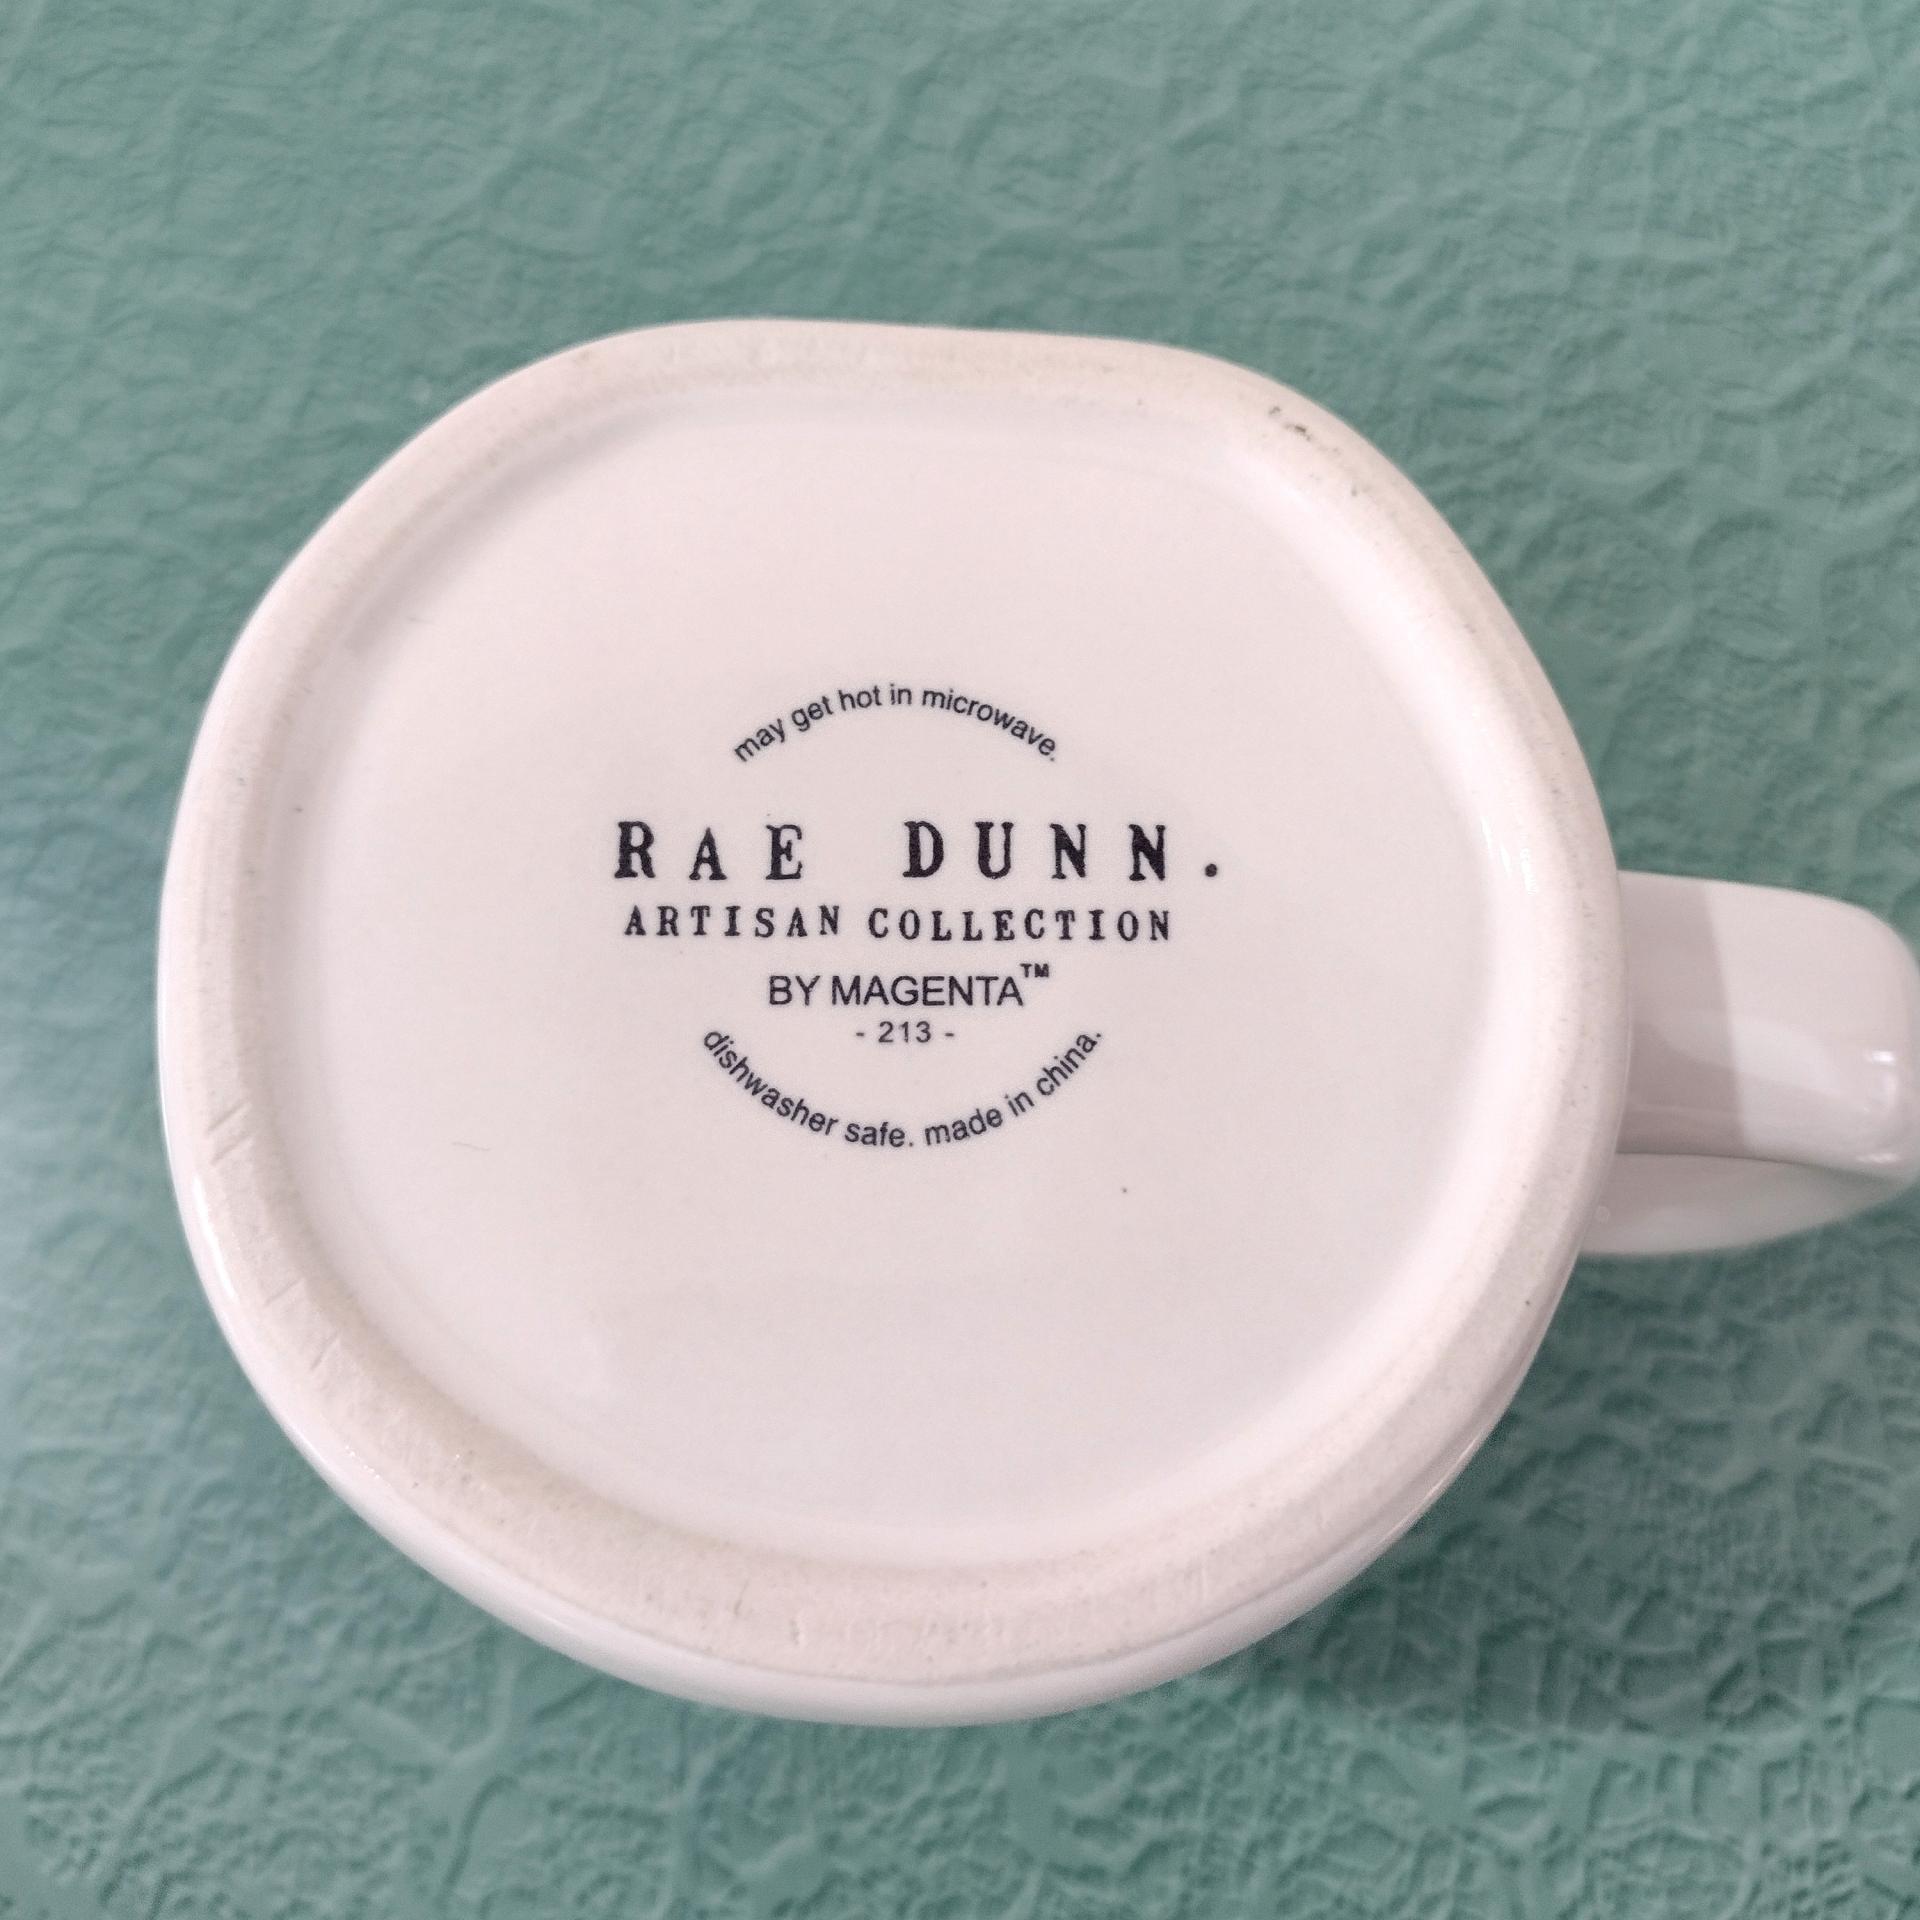 may get hot in microwave.
RAE DUNN.
ARTISAN COLLECTION
BY MAGENTA™
- 213 -
dishwasher safe. made in china.